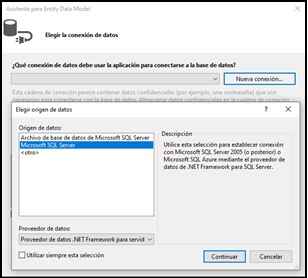 Asistente para Entity Data Model
Elegir la conexión de datos
¿Qué conexión de datos debe usar la aplicación para conectarse a la base de datos?
Nueva conexión...
Esta cadena de conexión parece contener datos confidenciales (por ejemplo, una contraseña) que son
necesarios para conectarse con la base de datos. Almacenar datos confidenciales en la cadena de conexión
Elegir origen de datos
Origen de datos:
Archivo de base de datos de Microsoft SQL Server
Microsoft SQL Server
<otro>
Descripción
Utilice esta selección para establecer conexión
con Microsoft SQL Server 2005 (o posterior) o
Microsoft SQL Azure mediante el proveedor
de datos de .NET Framework para SQL Server.
Proveedor de datos:
Proveedor de datos .NET Framework para servid
Utilizar siempre esta selección
Continuar
Cancelar